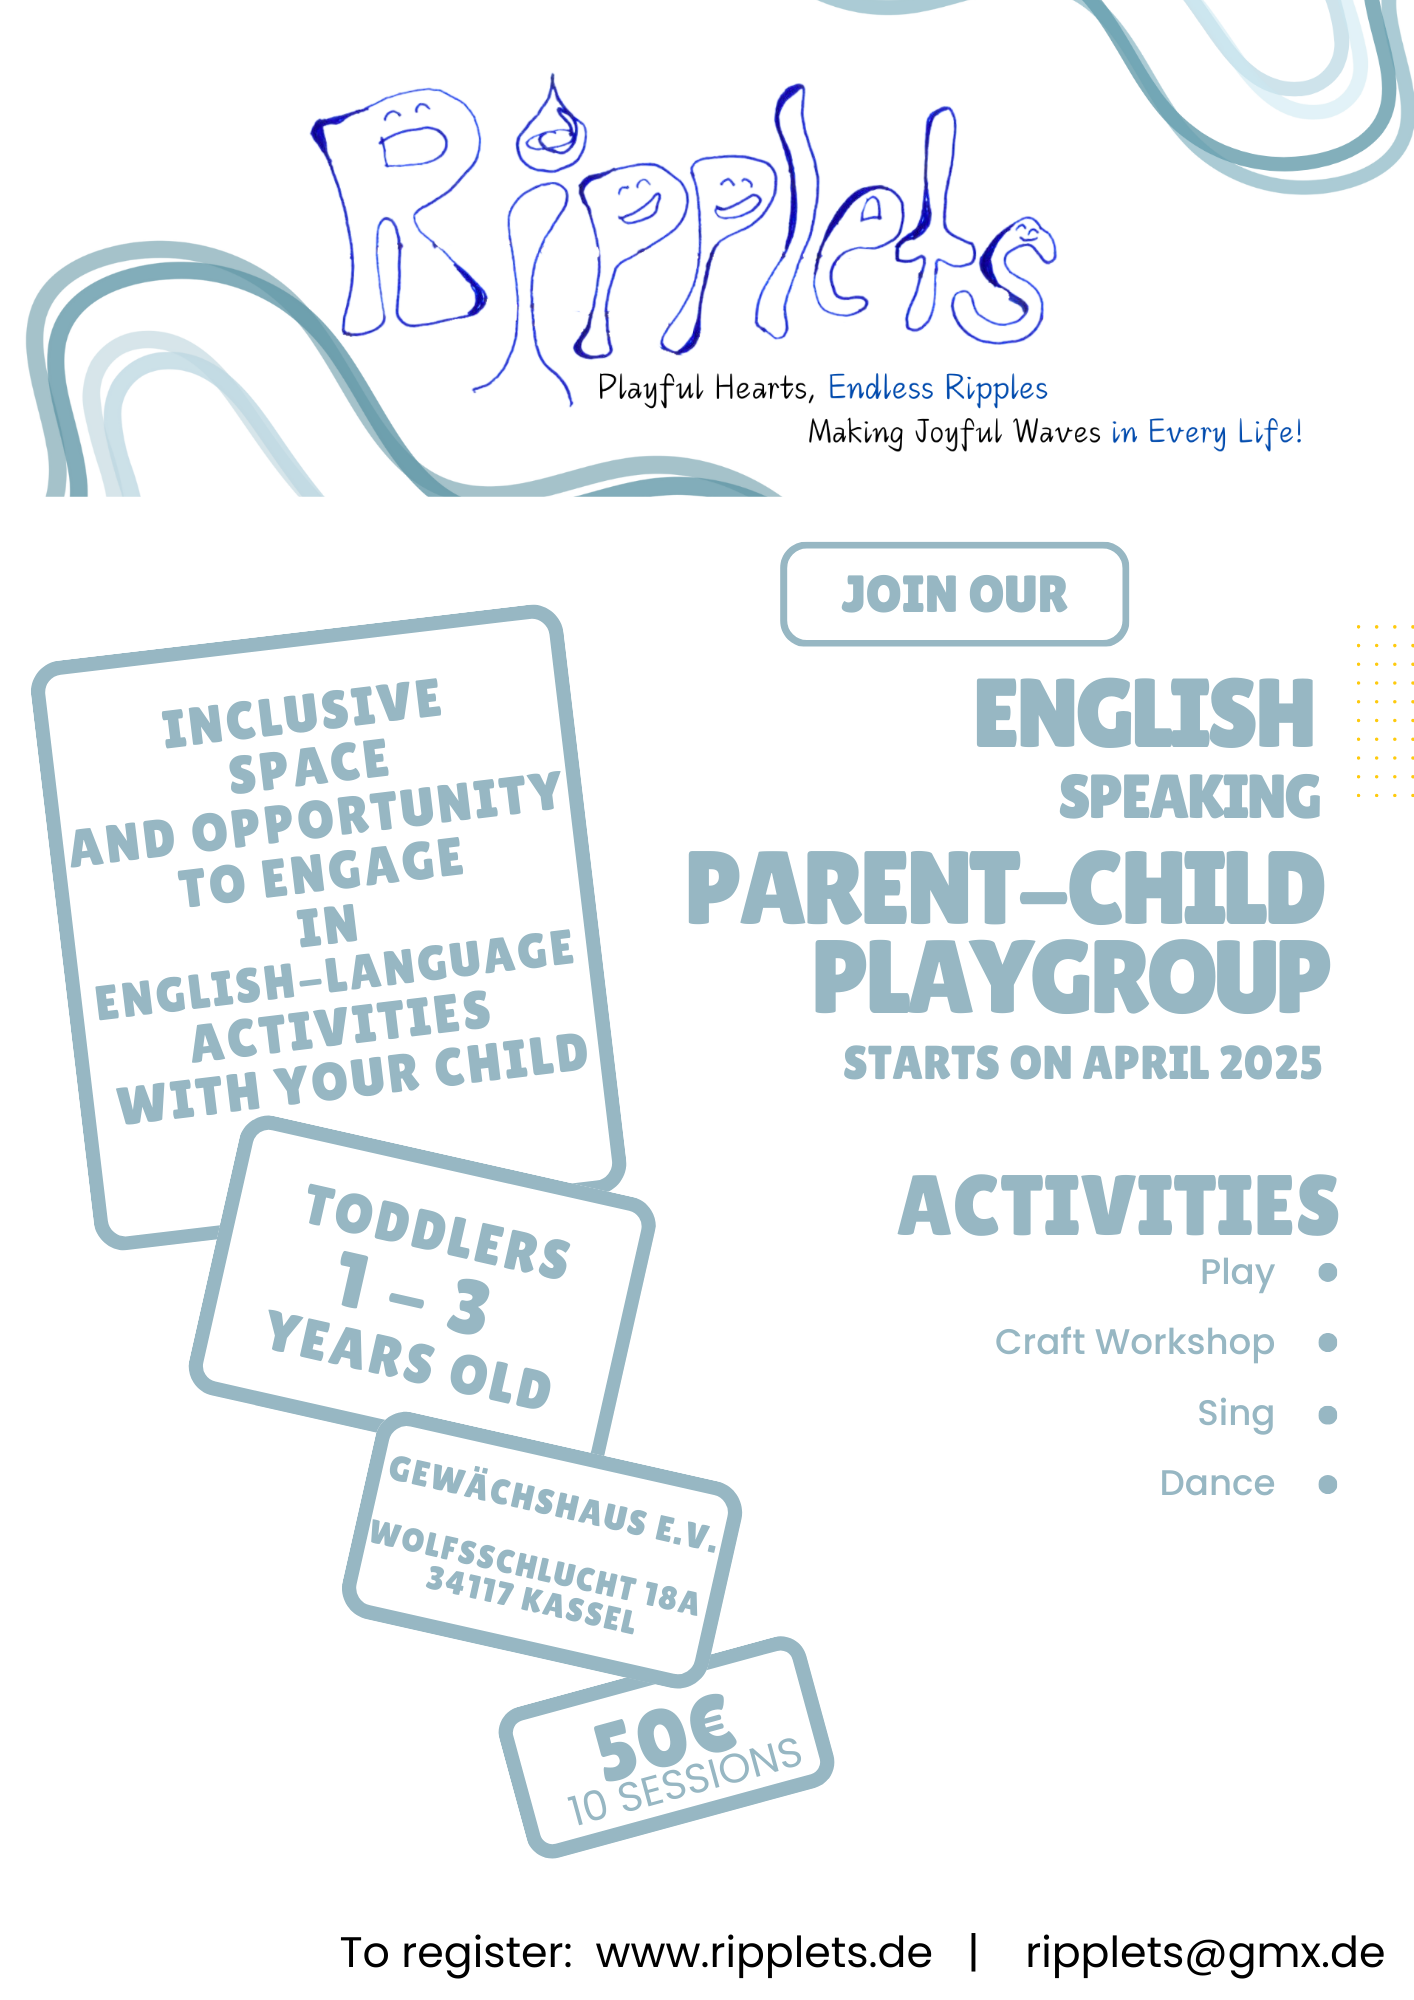 Ripplets
Playful Hearts, Endless Ripples
Making Joyful Waves in Every Life!
JOIN OUR
ENGLISH
SPEAKING
PARENT-CHILD
PLAYGROUP
STARTS ON APRIL 2025
INCLUSIVE
SPACE
AND OPPORTUNITY
TO ENGAGE
IN
ENGLISH-LANGUAGE
ACTIVITIES
WITH YOUR CHILD
TODDLERS
1 - 3
YEARS OLD
GEWÄCHSHAUS E.V.
WOLFSSCHLUCHT 18A
34117 KASSEL
50€
10 SESSIONS
ACTIVITIES
Play
Craft Workshop
Sing
Dance
To register: www.ripplets.de | ripplets@gmx.de